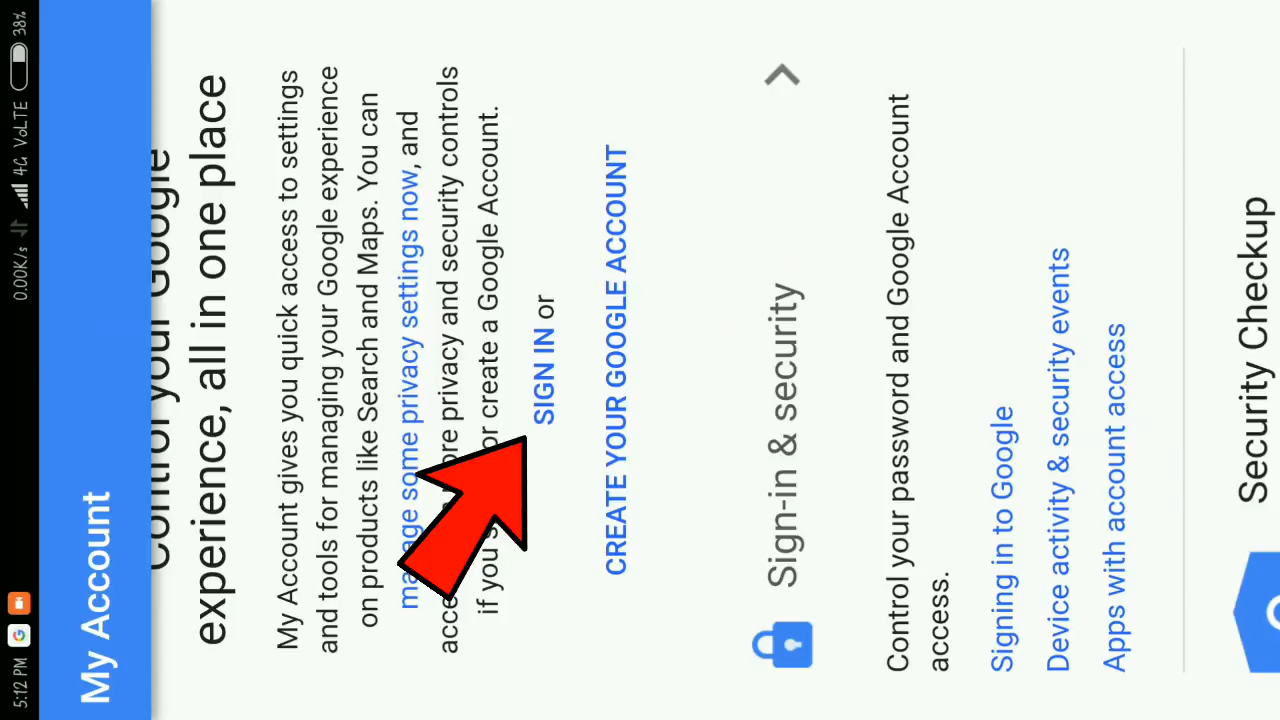 5:12 PM
0.00K/s 4G VoLTE 38%
My Account
Control your Google
experience, all in one place
My Account gives you quick access to settings
and tools for managing your Google experience
on products like Search and Maps. You can
manage some privacy settings now, and
privacy and security controls
if you or create a Google Account.
SIGN IN or
CREATE YOUR GOOGLE ACCOUNT
Sign-in & security
Control your password and Google Account
access.
Signing in to Google
Device activity & security events
Apps with account access
Security Checkup